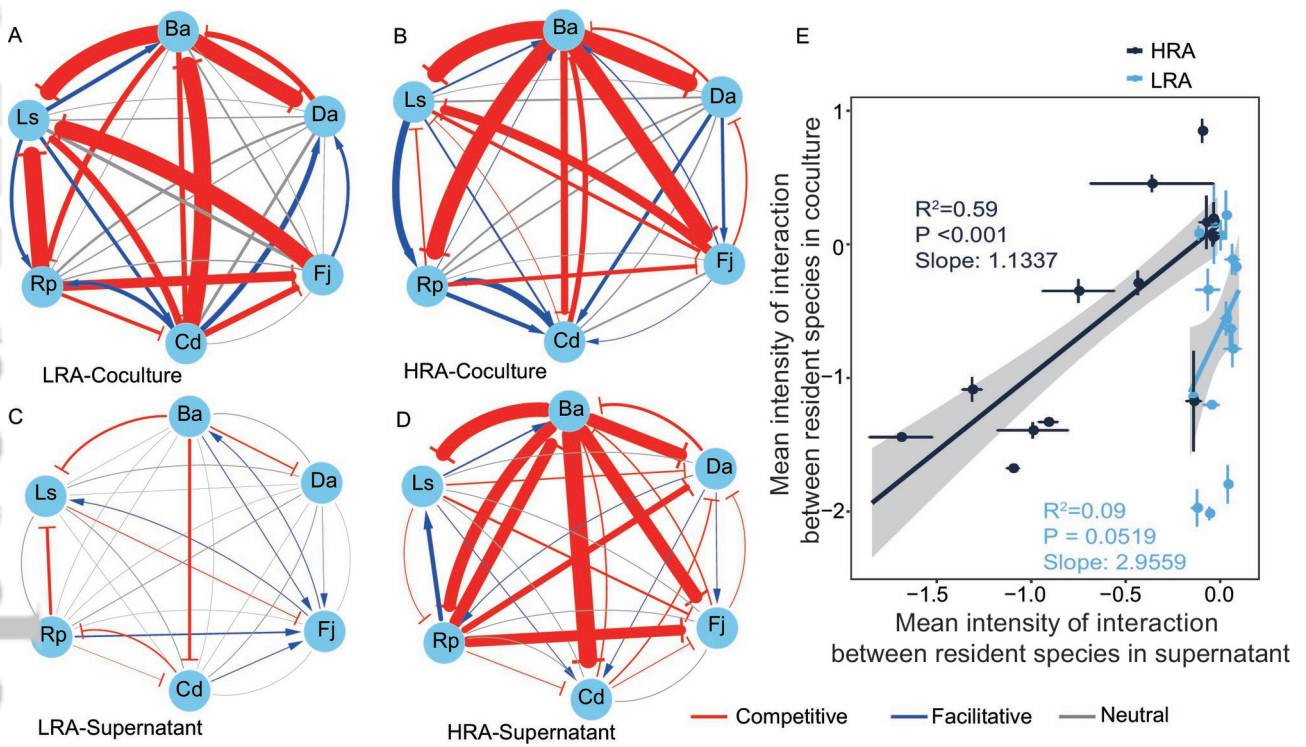 A
Ba
Ls
Da
Rp
Fj
Cd
LRA-Coculture
B
Ba
Ls
Da
Rp
Fj
Cd
HRA-Coculture
C
Ba
Ls
Da
Rp
Fj
Cd
LRA-Supernatant
D
Ba
Ls
Da
Rp
Fj
Cd
HRA-Supernatant
E
HRA
LRA
Mean intensity of interaction
between resident species in coculture
1
0
−1
−2
R²=0.59
P <0.001
Slope: 1.1337
R²=0.09
P = 0.0519
Slope: 2.9559
−1.5
−1.0
−0.5
0.0
Mean intensity of interaction
between resident species in supernatant
Competitive
Facilitative
Neutral